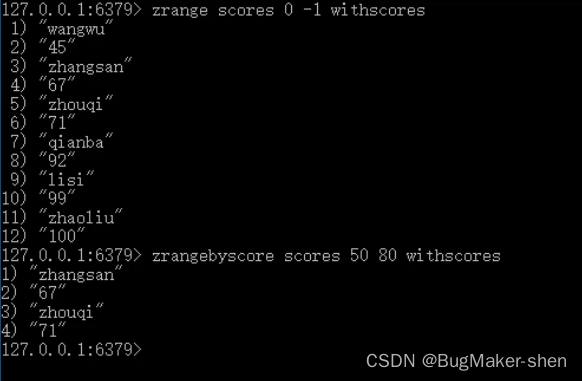 127.0.0.1:6379> zrange scores 0 -1 withscores
1) "wangwu"
2) "45"
3) "zhangsan"
4) "67"
5) "zhouqi"
6) "71"
7) "qianba"
8) "92"
9) "lisi"
10) "99"
11) "zhaoliu"
12) "100"
127.0.0.1:6379> zrangebyscore scores 50 80 withscores
1) "zhangsan"
2) "67"
3) "zhouqi"
4) "71"
127.0.0.1:6379>
CSDN @BugMaker-shen